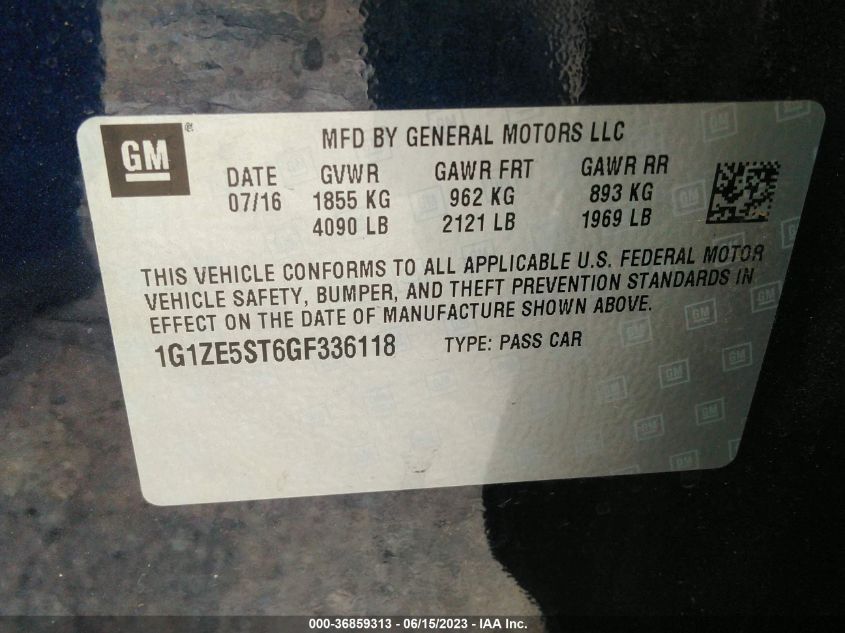 GM
MFD BY GENERAL MOTORS LLC
DATE GVWR GAWR FRT GAWR RR
07/16 1855 KG 962 KG 893 KG
4090 LB 2121 LB 1969 LB
THIS VEHICLE CONFORMS TO ALL APPLICABLE U.S. FEDERAL MOTOR
VEHICLE SAFETY, BUMPER, AND THEFT PREVENTION STANDARDS IN
EFFECT ON THE DATE OF MANUFACTURE SHOWN ABOVE.
1G1ZE5ST6GF336118 TYPE: PASS CAR
000-36859313 - 06/15/2023 - IAA Inc.